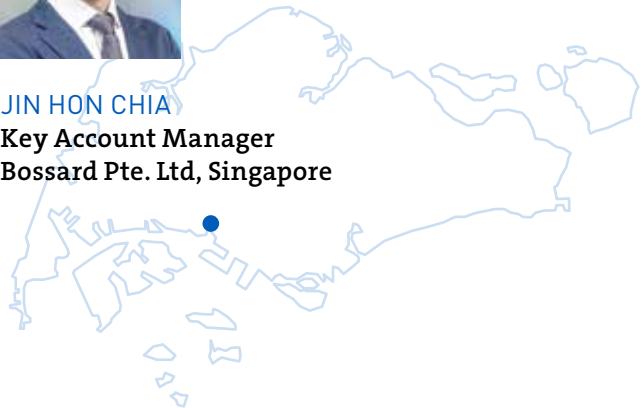 JIN HON CHIA
Key Account Manager
Bossard Pte. Ltd, Singapore